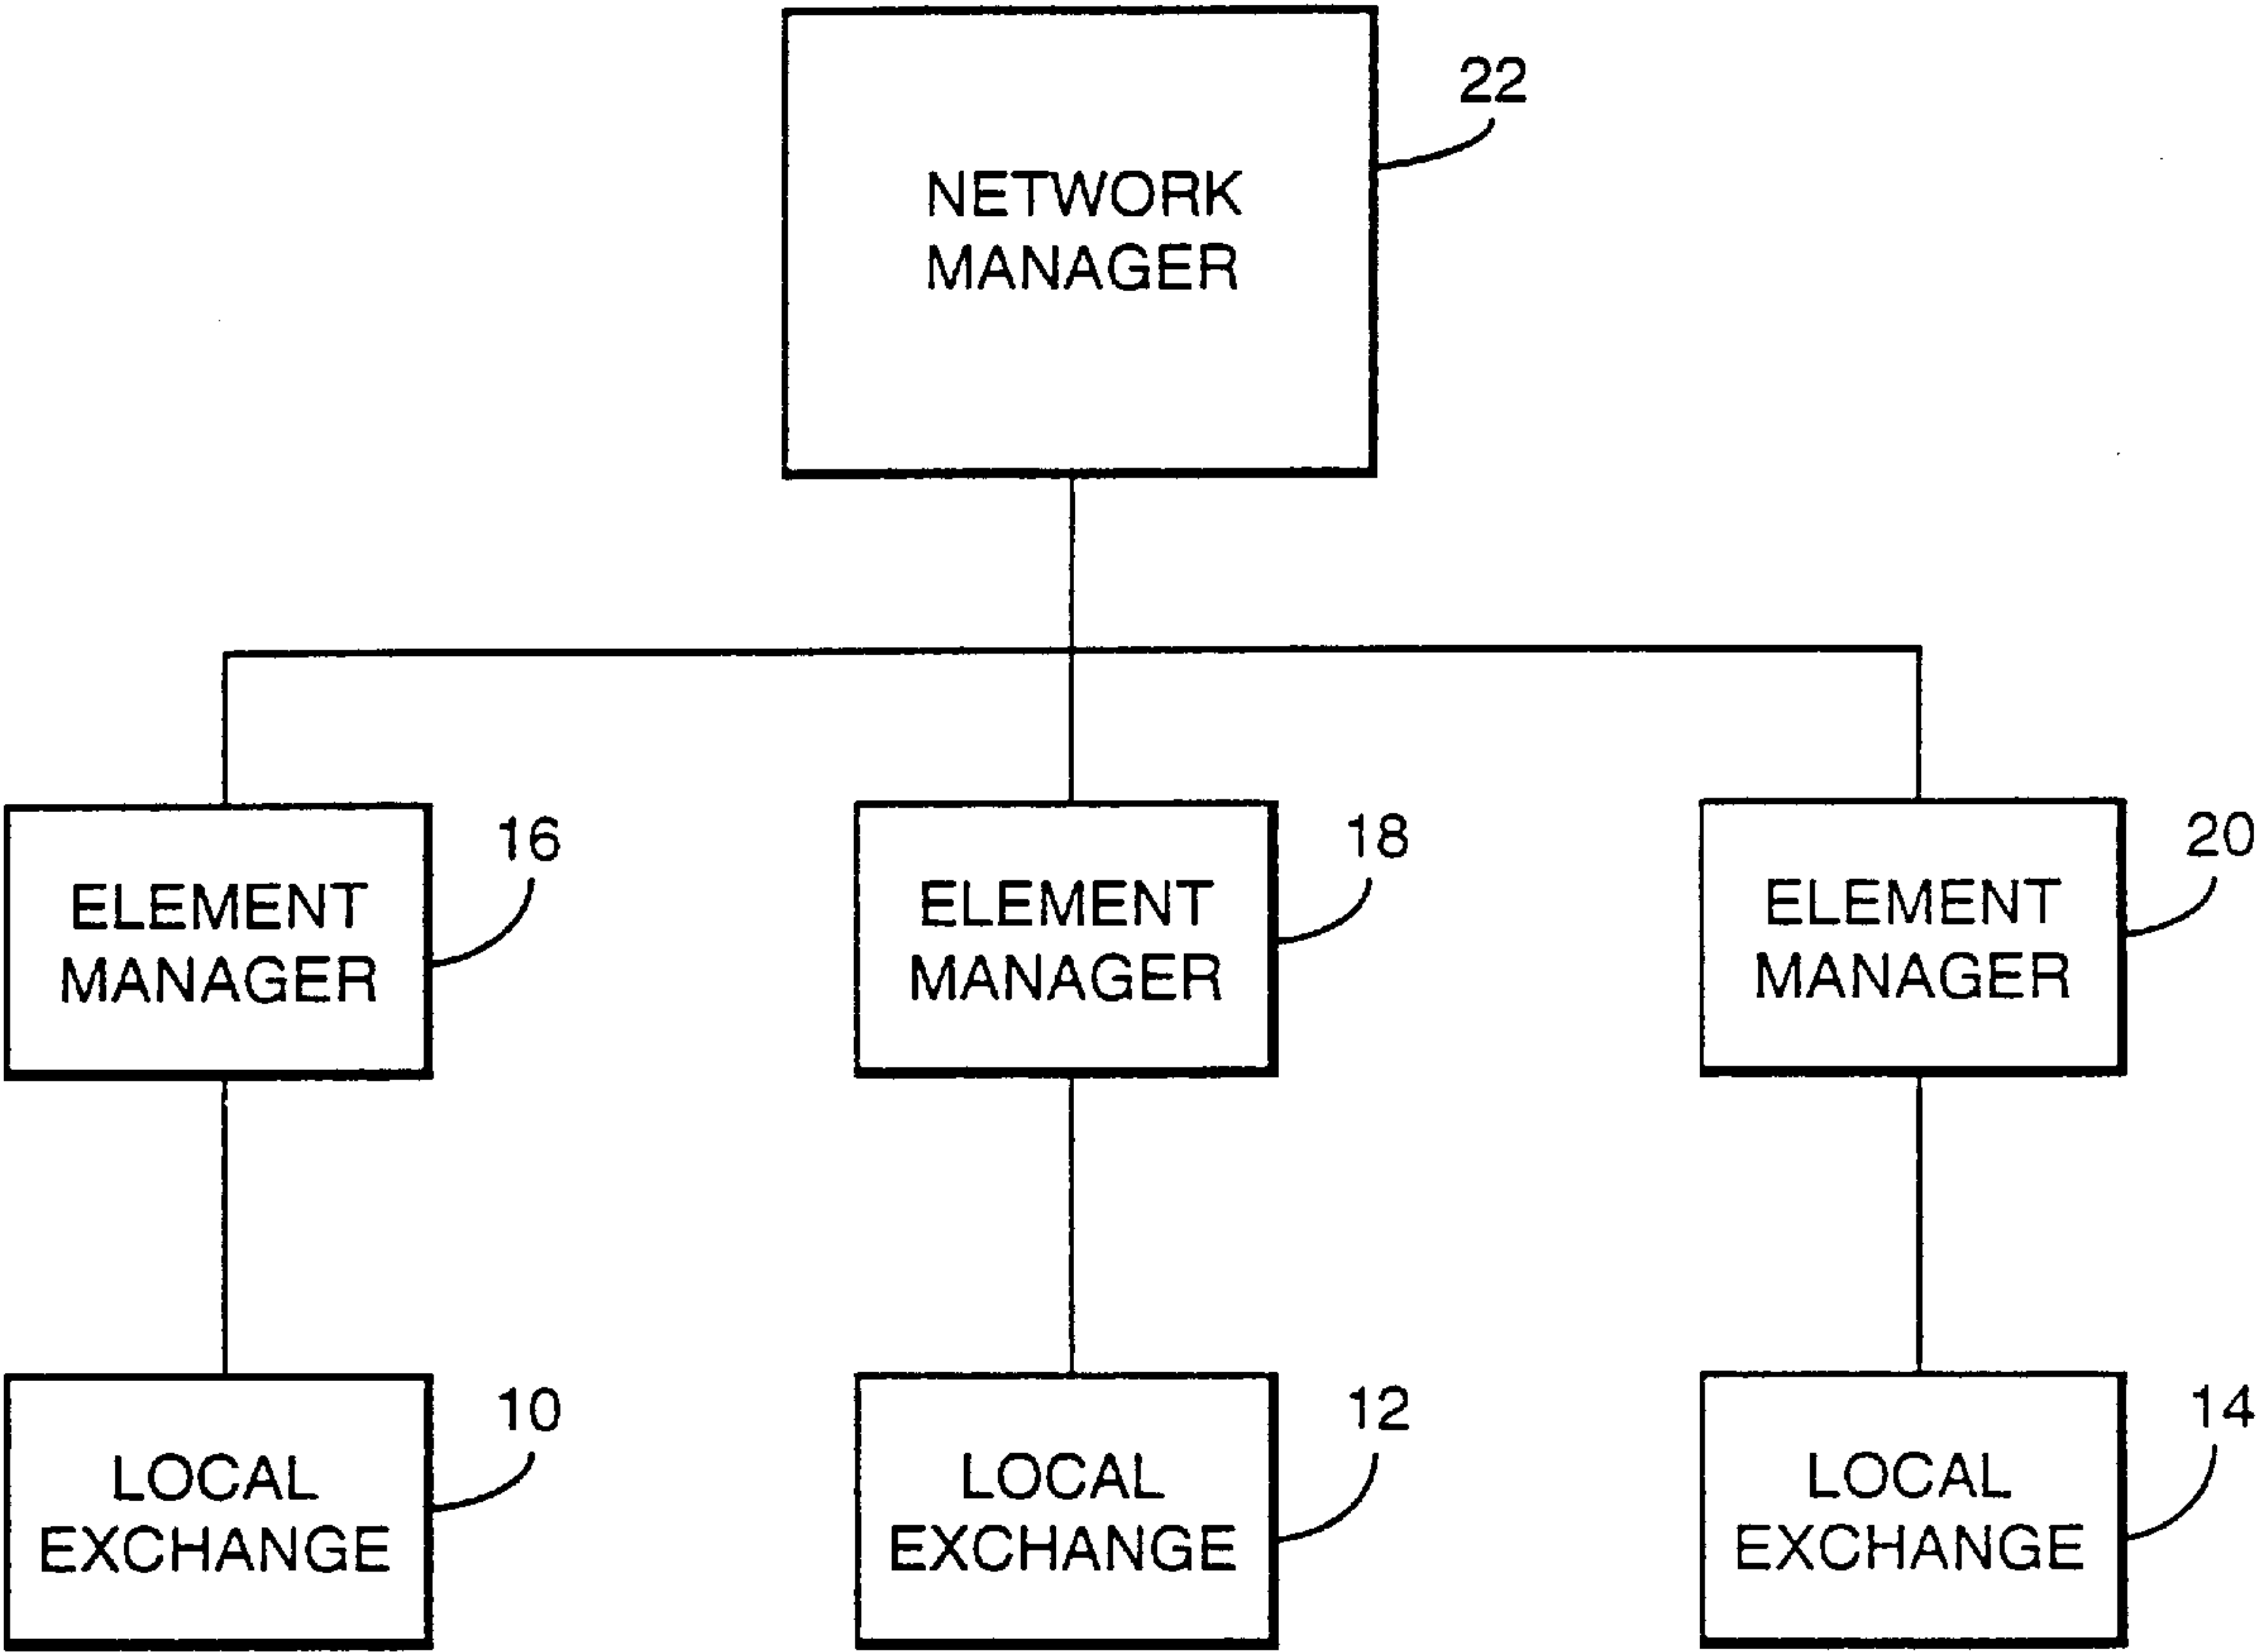 22
NETWORK
MANAGER
16
18
20
ELEMENT
MANAGER
ELEMENT
MANAGER
ELEMENT
MANAGER
10
12
14
LOCAL
EXCHANGE
LOCAL
EXCHANGE
LOCAL
EXCHANGE